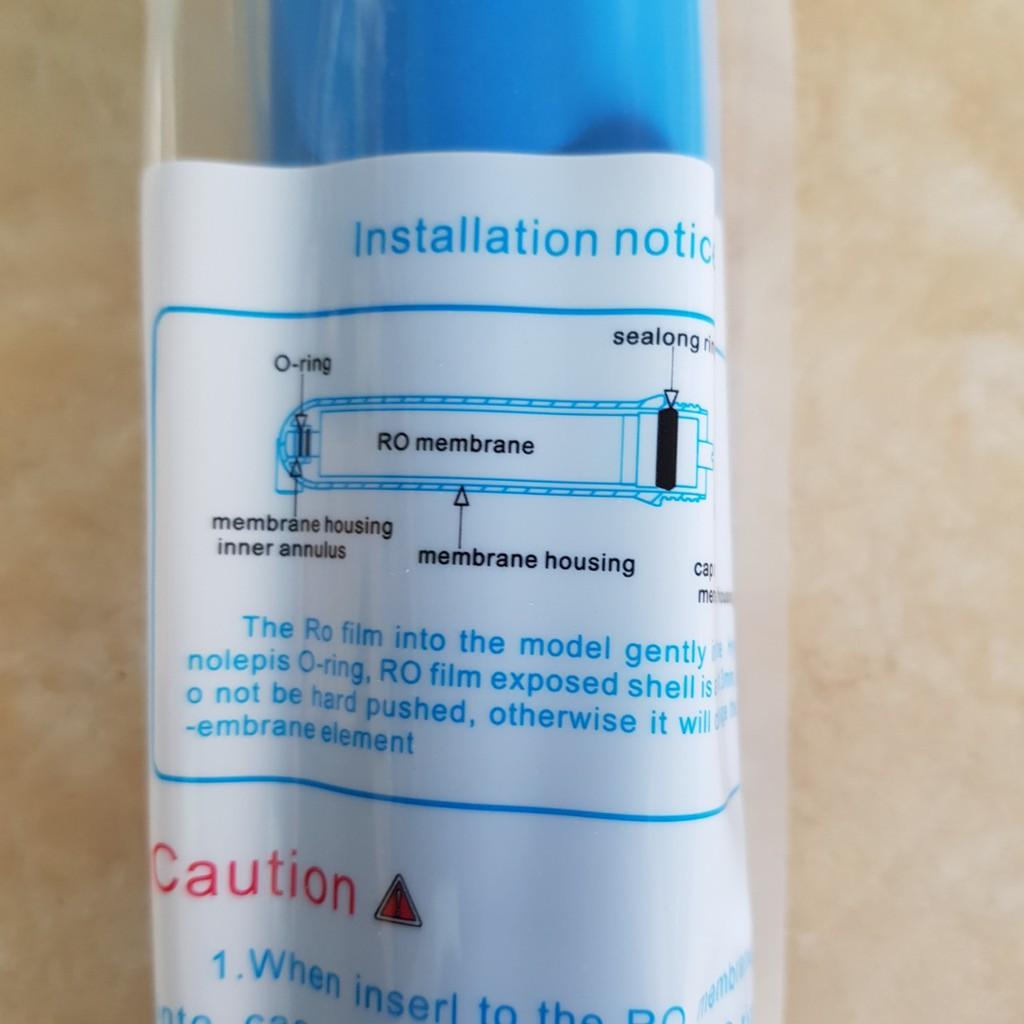 Installation notic
sealong
O-ring
RO membrane
membrane housing
inner annulus
membrane housing
cap
The Ro film into the model gently
nolepis O-ring, RO film exposed shell is
o not be hard pushed, otherwise it will
-embrane element
Caution
1.When inserl to the RO membrane